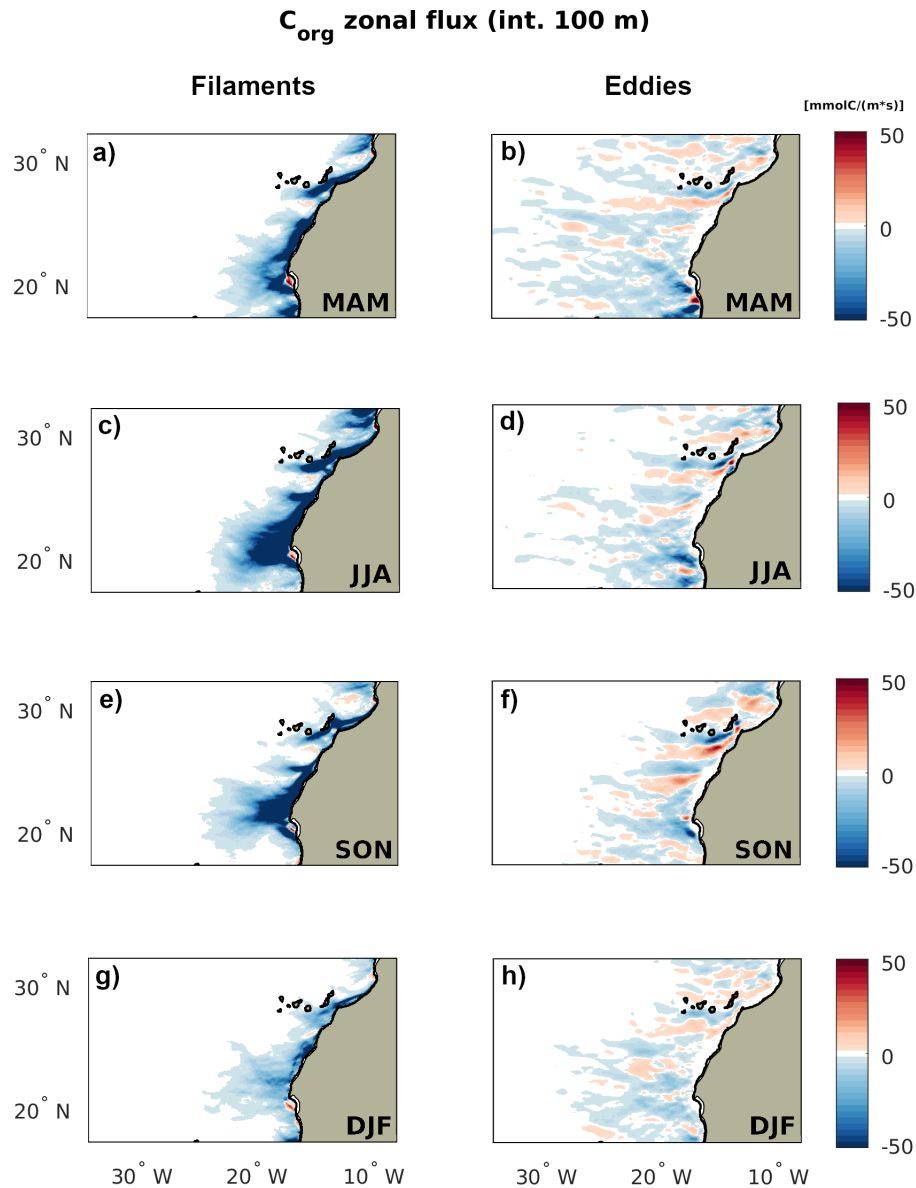 C_org zonal flux (int. 100 m)
Filaments Eddies
[mmolC/(m*s)]
a) b)
30° N
20° N
MAM MAM
50
0
-50
c) d)
30° N
20° N
JJA JJA
50
0
-50
e) f)
30° N
20° N
SON SON
50
0
-50
g) h)
30° N
20° N
DJF DJF
50
0
-50
30° W 20° W 10° W 30° W 20° W 10° W